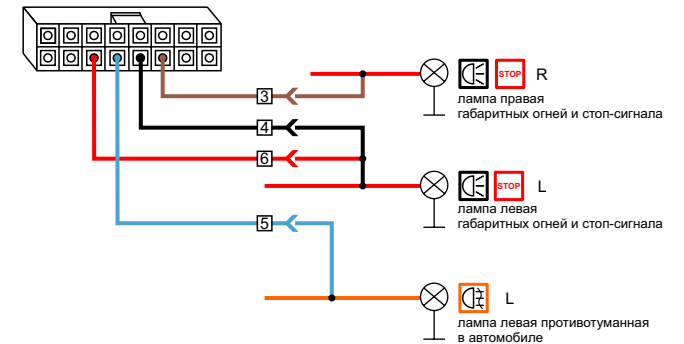 STOP R
лампа правая
габаритных огней и стоп-сигнала
3
4
6
STOP L
лампа левая
габаритных огней и стоп-сигнала
5
L
лампа левая противотуманная
в автомобиле